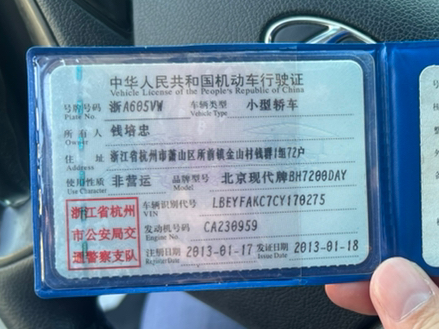 中华人民共和国机动车行驶证
Vehicle License of the People's Republic of China
号牌号码 浙A605VW 车辆类型 小型轿车
Plate No. Vehicle Type
所有人 钱培忠
Owner
住址 浙江省杭州市萧山区所前镇金山村钱群1组72户
Address
使用性质 非营运 品牌型号 北京现代牌BH7200DAY
Use Character Model
浙江省杭州市公安局交通警察支队
车辆识别代号 LBEYFAKC7CY170275
VIN
发动机号码 CA230959
Engine No.
注册日期 2013-01-17 发证日期 2013-01-18
Register Date Issue Date